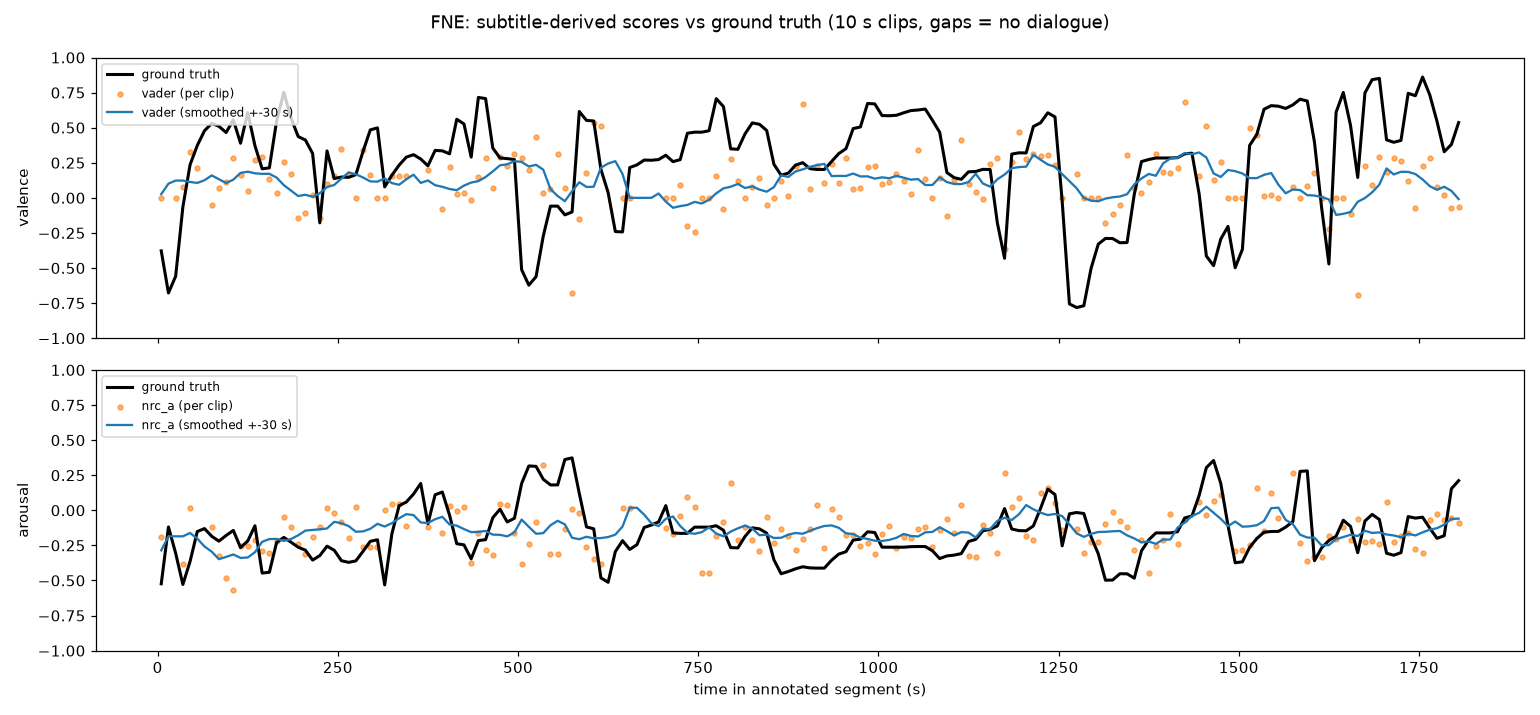 FNE: subtitle-derived scores vs ground truth (10 s clips, gaps = no dialogue)
1.00
0.75
0.50
0.25
0.00
−0.25
−0.50
−0.75
−1.00
valence
ground truth
vader (per clip)
vader (smoothed +-30 s)
1.00
0.75
0.50
0.25
0.00
−0.25
−0.50
−0.75
−1.00
arousal
ground truth
nrc_a (per clip)
nrc_a (smoothed +-30 s)
0 250 500 750 1000 1250 1500 1750
time in annotated segment (s)